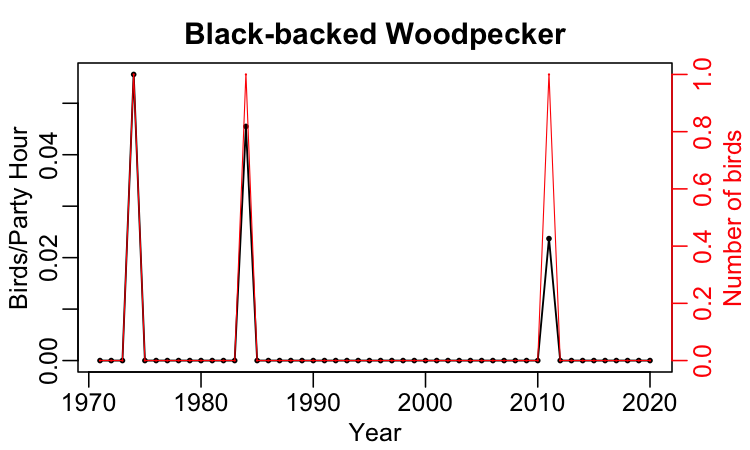 Black-backed Woodpecker
Birds/Party Hour
0.00 0.02 0.04
0.0 0.2 0.4 0.6 0.8 1.0
Number of birds
1970 1980 1990 2000 2010 2020
Year